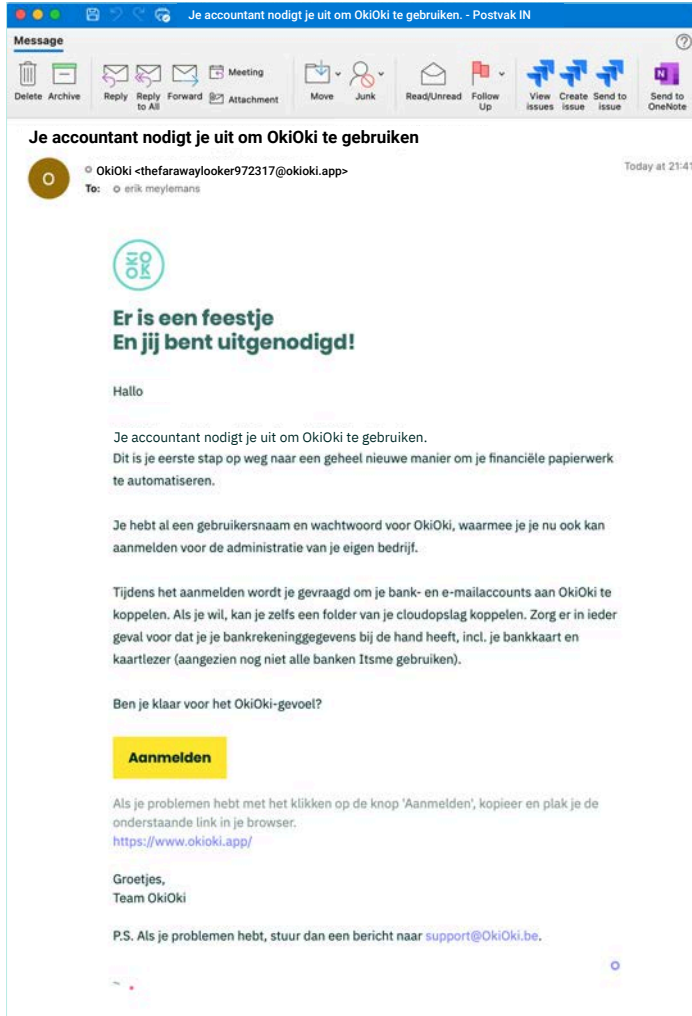 Je accountant nodigt je uit om OkiOki te gebruiken. - Postvak IN
Message
?
Delete Archive Reply Reply to All Forward Meeting Attachment Move Junk Read/Unread Follow Up View issues Create issue Send to issue Send to OneNote
Je accountant nodigt je uit om OkiOki te gebruiken
O
OkiOki <thefarawaylooker972317@okioki.app>
Today at 21:41
To: erik meylemans
OKIOKI
Er is een feestje
En jij bent uitgenodigd!
Hallo
Je accountant nodigt je uit om OkiOki te gebruiken.
Dit is je eerste stap op weg naar een geheel nieuwe manier om je financiële papierwerk
te automatiseren.
Je hebt al een gebruikersnaam en wachtwoord voor OkiOki, waarmee je je nu ook kan
aanmelden voor de administratie van je eigen bedrijf.
Tijdens het aanmelden wordt je gevraagd om je bank- en e-mailaccounts aan OkiOki te
koppelen. Als je wil, kan je zelfs een folder van je cloudopslag koppelen. Zorg er in ieder
geval voor dat je je bankrekeninggegevens bij de hand heeft, incl. je bankkaart en
kaartlezer (aangezien nog niet alle banken Itsme gebruiken).
Ben je klaar voor het OkiOki-gevoel?
Aanmelden
Als je problemen hebt met het klikken op de knop 'Aanmelden', kopieer en plak je de
onderstaande link in je browser.
https://www.okioki.app/
Groetjes,
Team OkiOki
P.S. Als je problemen hebt, stuur dan een bericht naar support@OkiOki.be.